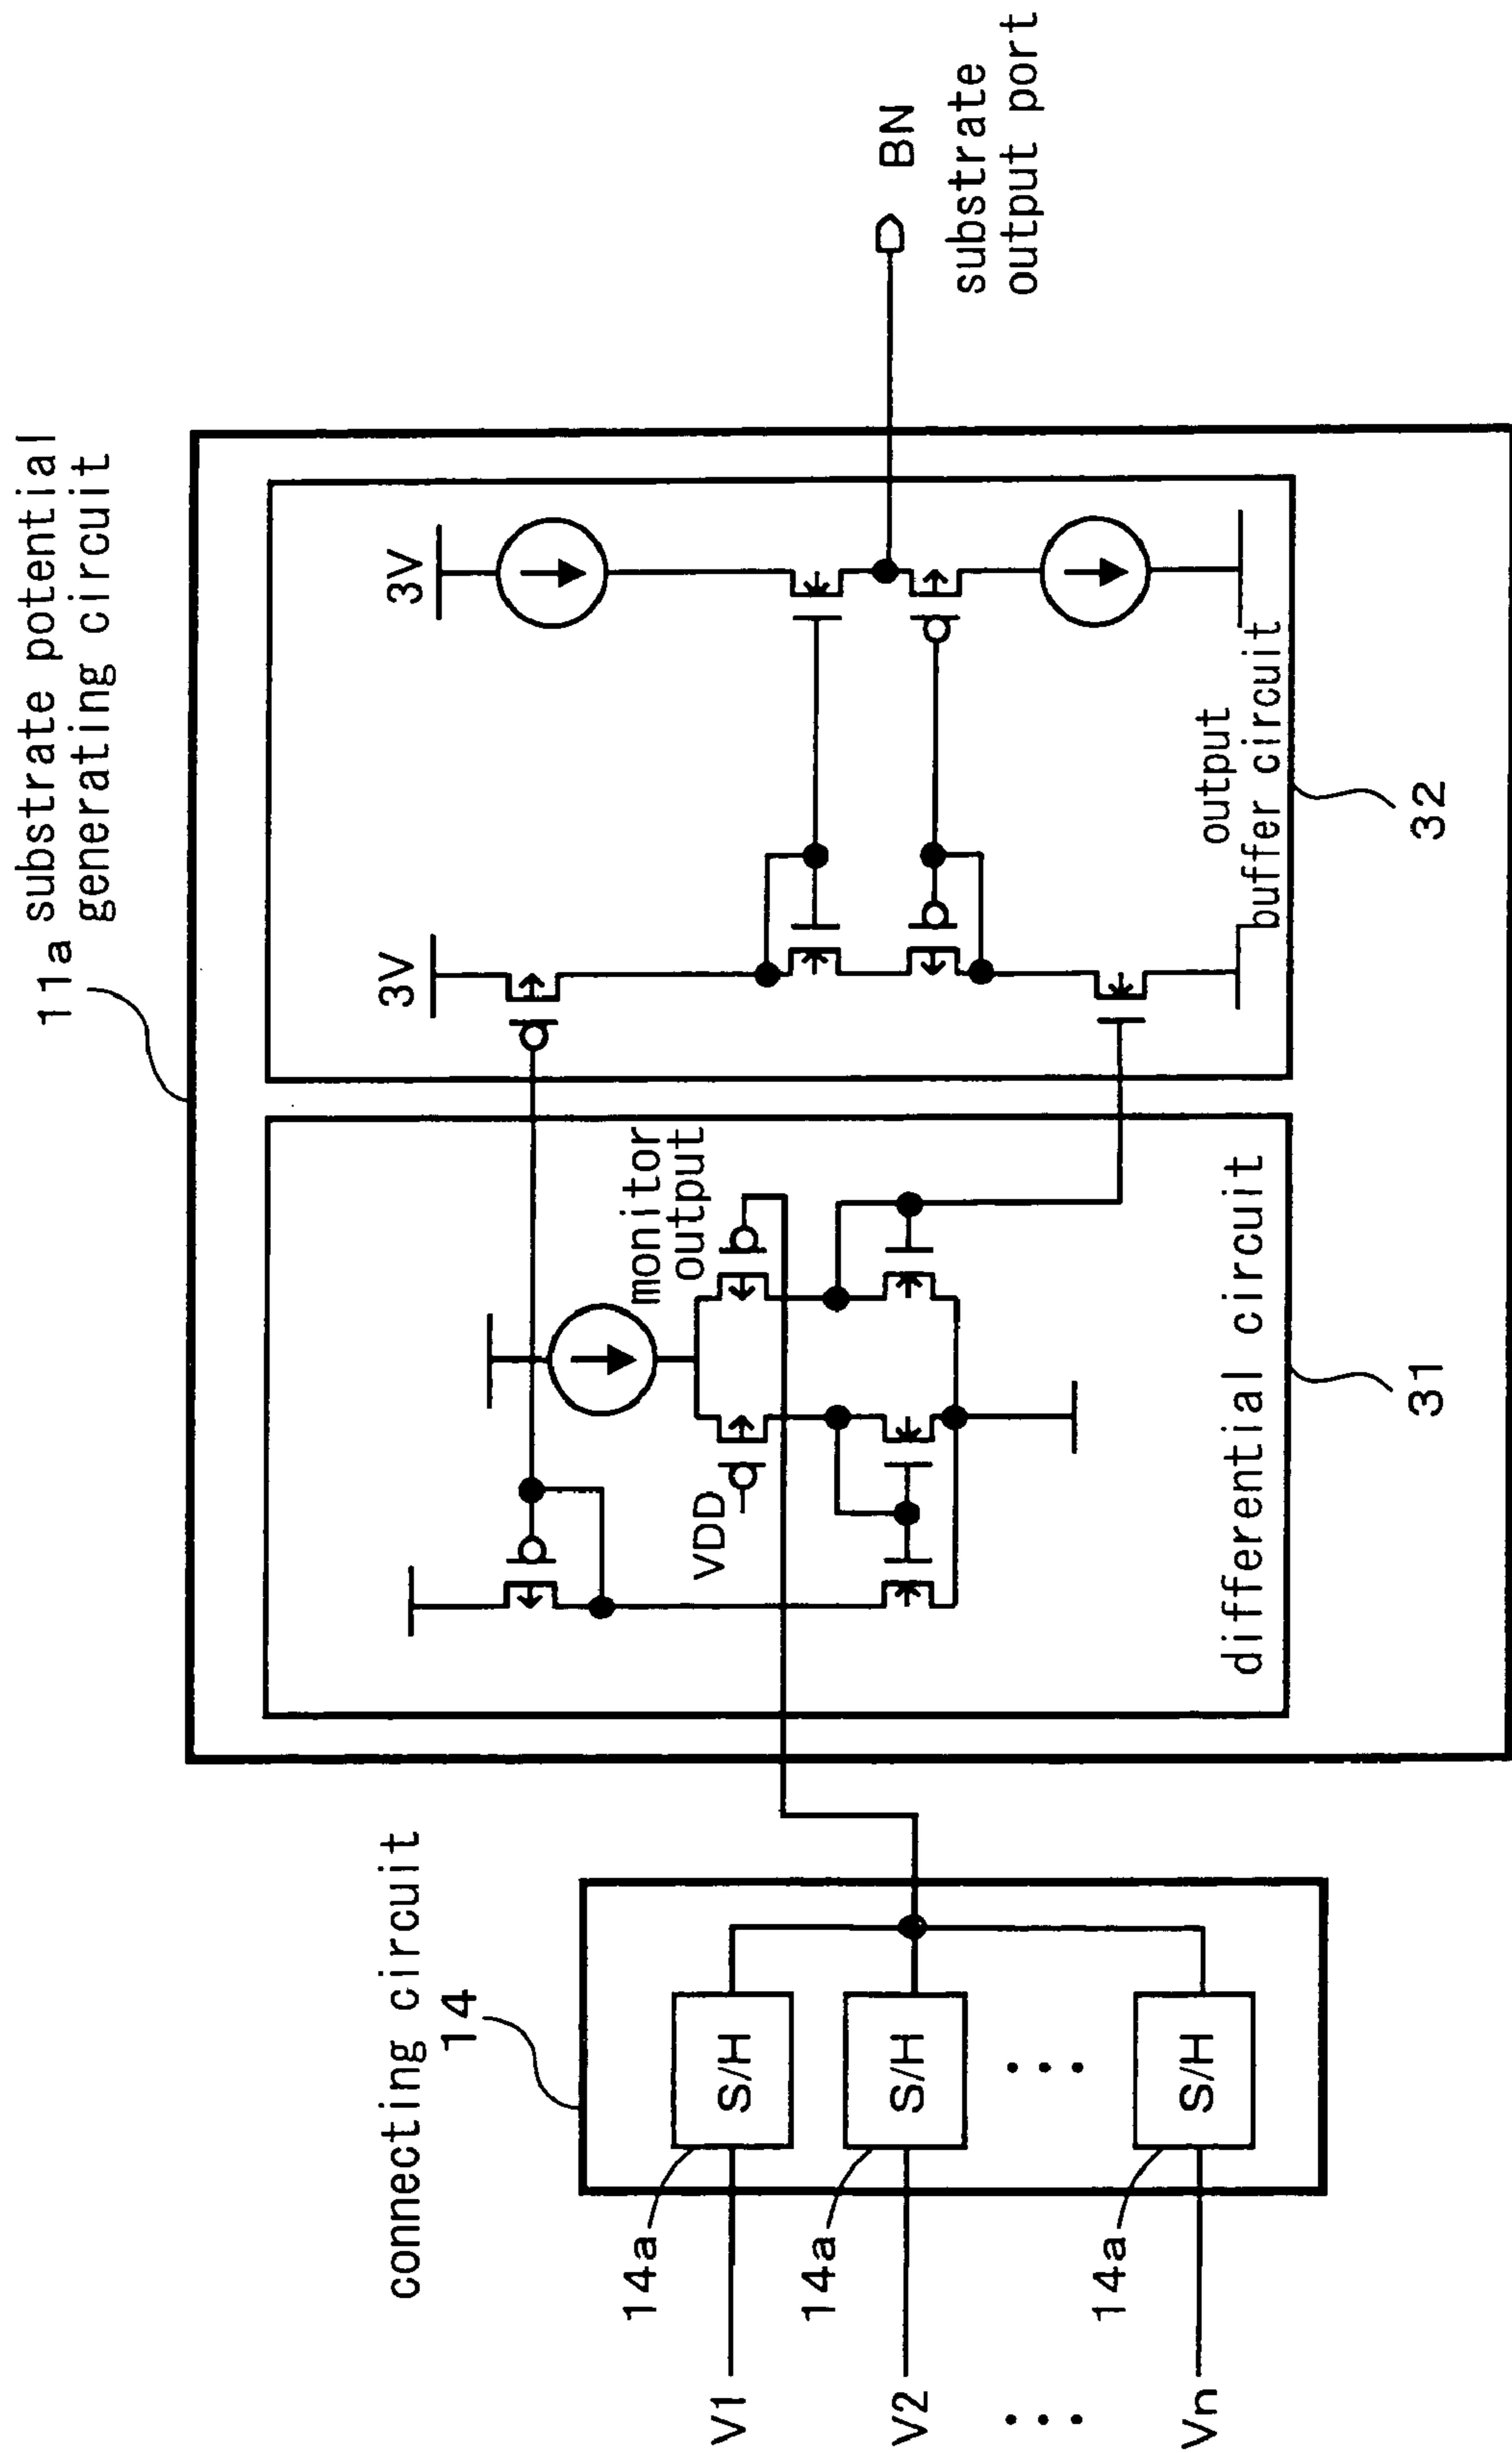 11a substrate potential
generating circuit
connecting circuit
14
V1
14a
S/H
V2
14a
S/H
Vn
14a
S/H
VDD
monitor
output
differential circuit
31
3V
3V
output
buffer circuit
32
BN
substrate
output port